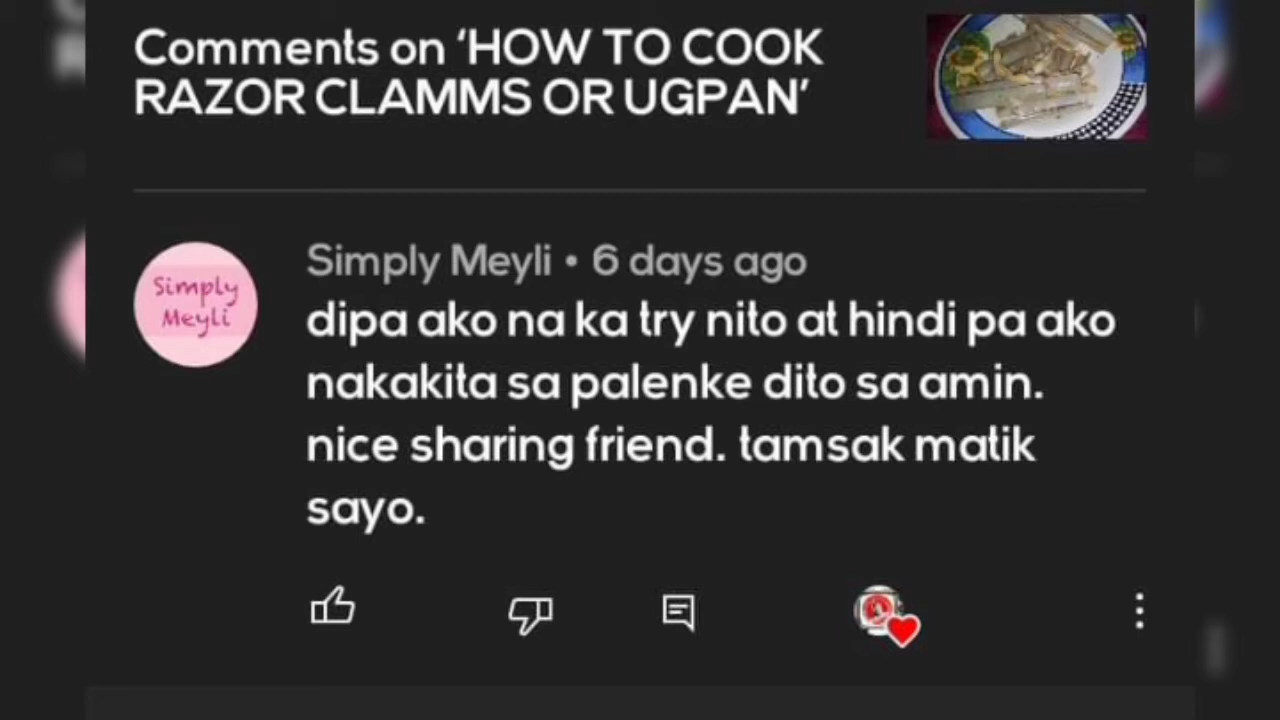 Comments on ‘HOW TO COOK
RAZOR CLAMMS OR UGPAN’
Simply
Meyli
Simply Meyli • 6 days ago
dipa ako na ka try nito at hindi pa ako
nakakita sa palenke dito sa amin.
nice sharing friend. tamsak matik
sayo.